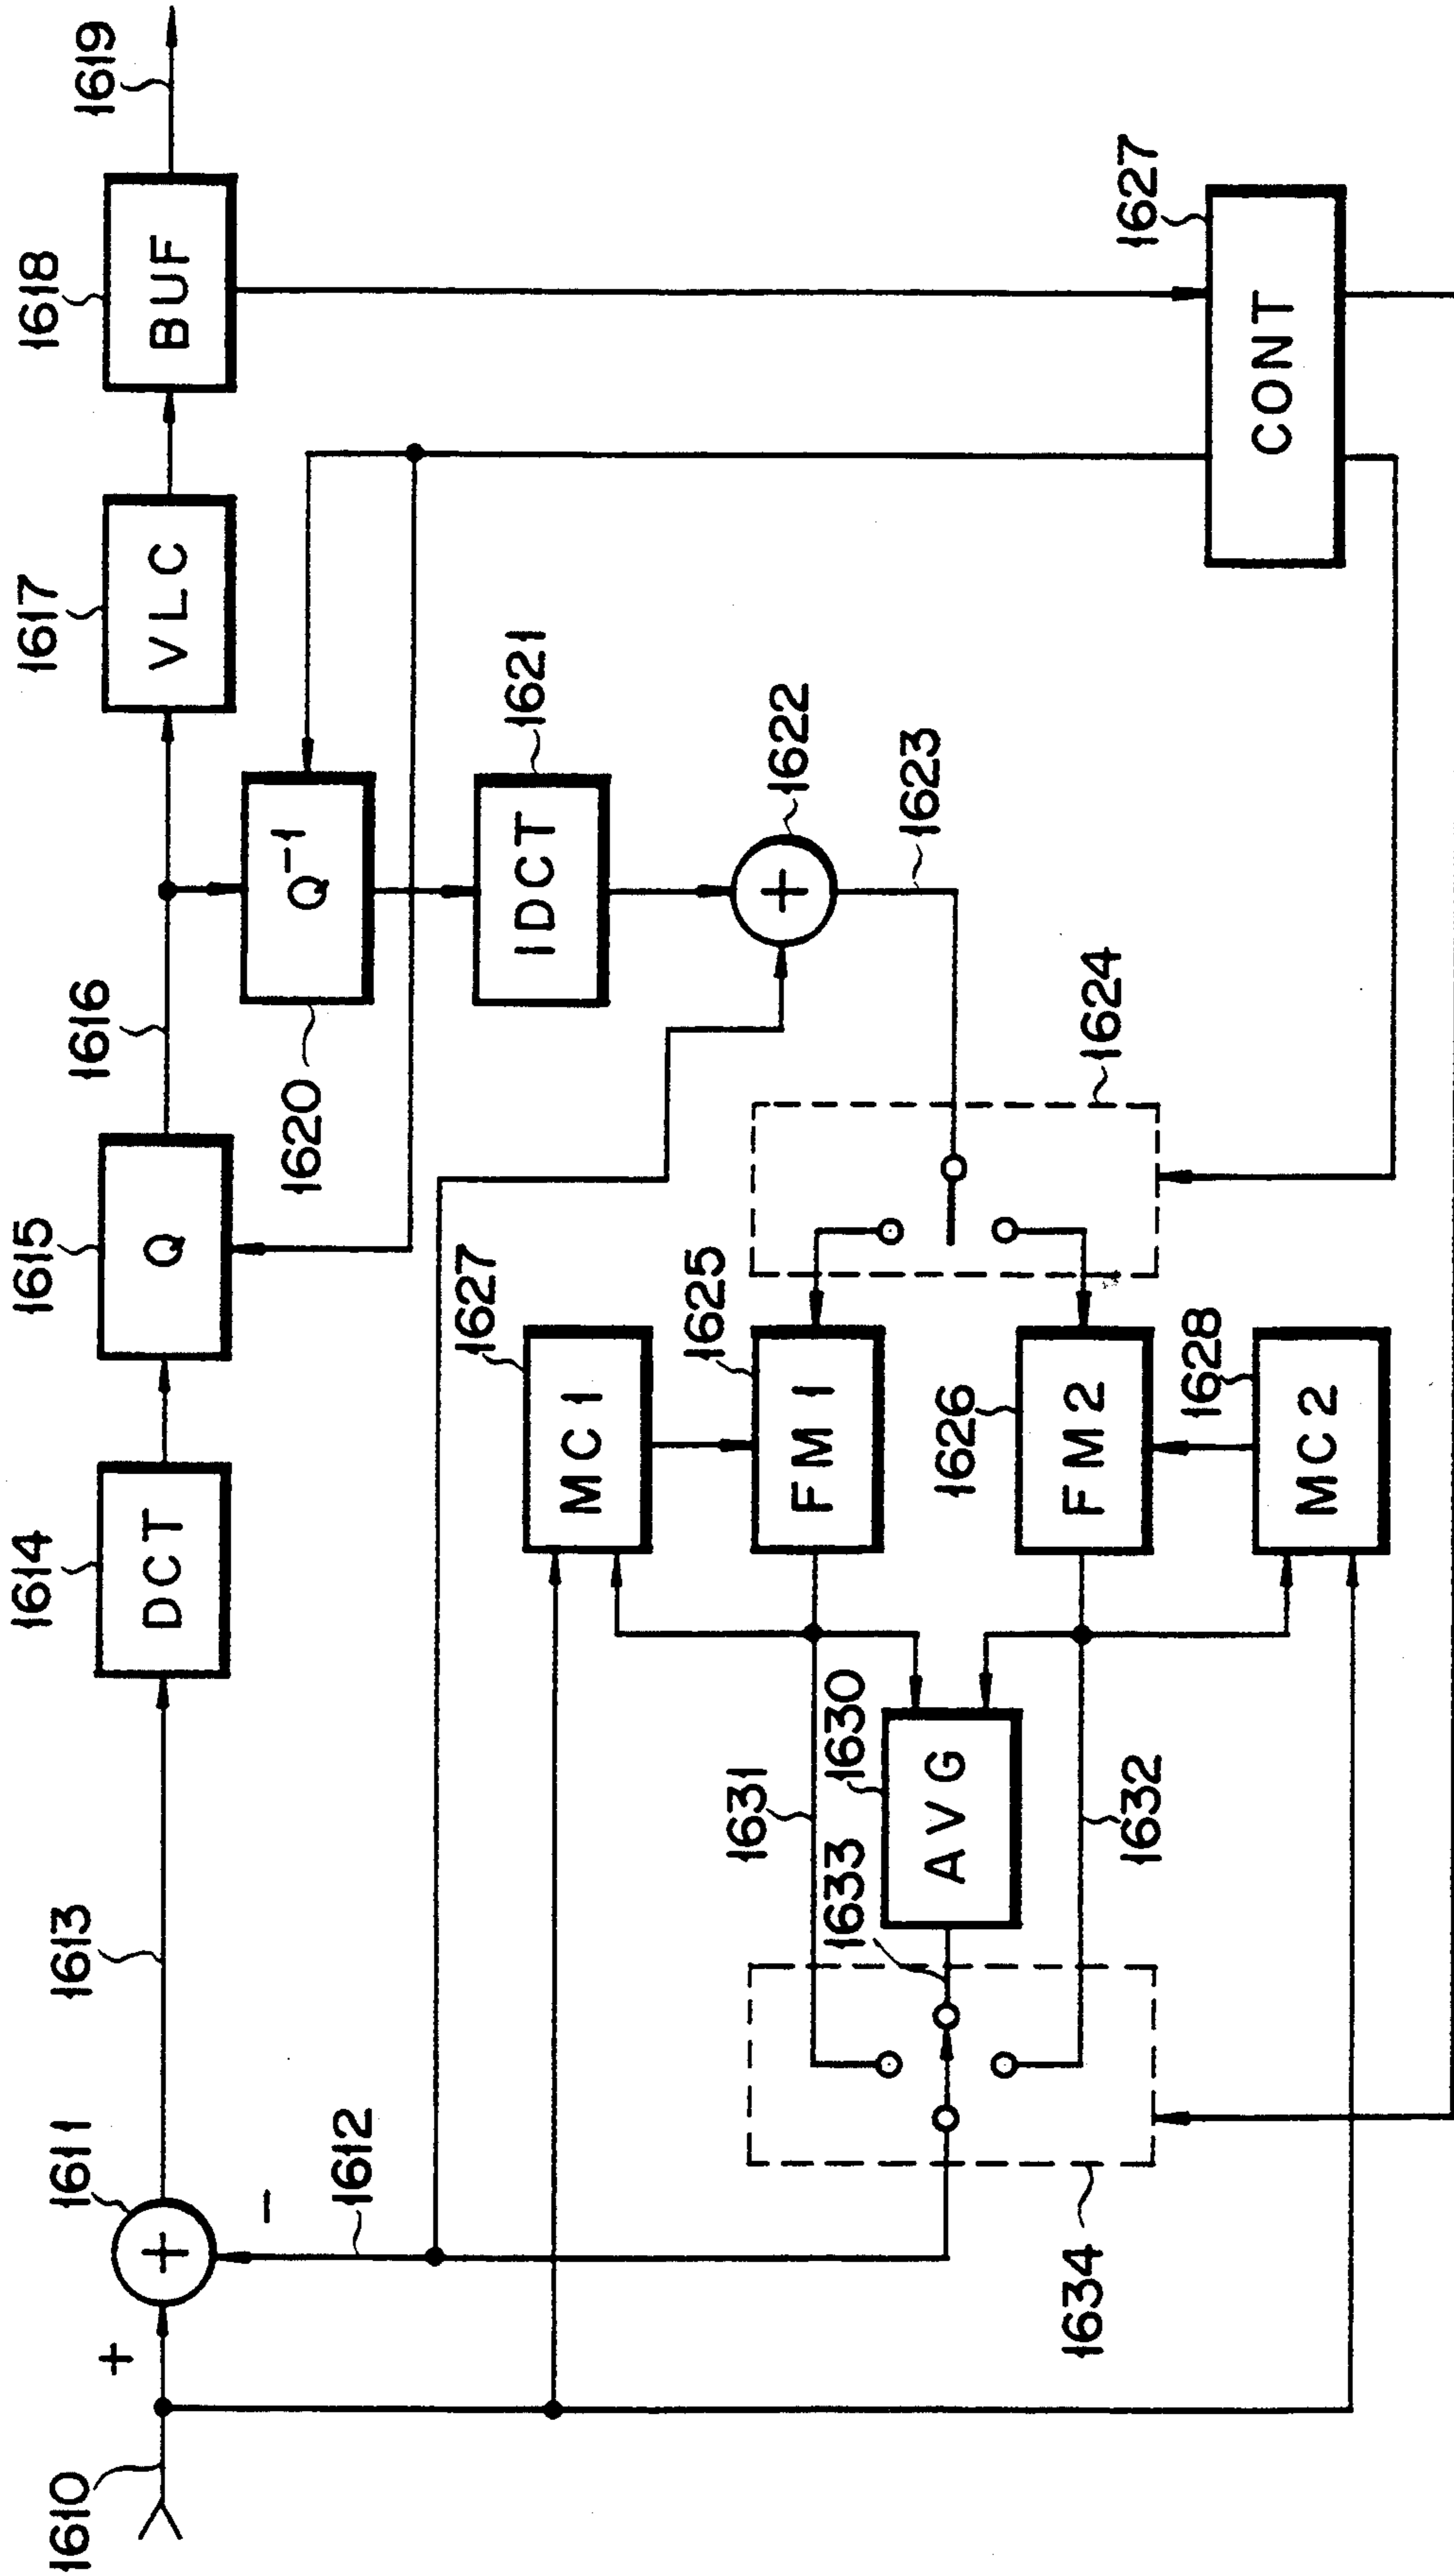 1610
+
1611
+
−
1612
1613
1614
DCT
1615
Q
1616
1617
VLC
1618
BUF
1619
1620
Q-1
1621
IDCT
1622
+
1623
1624
1627
MC1
1625
FM1
1626
FM2
1628
MC2
1630
AVG
1631
1632
1633
1634
1627
CONT